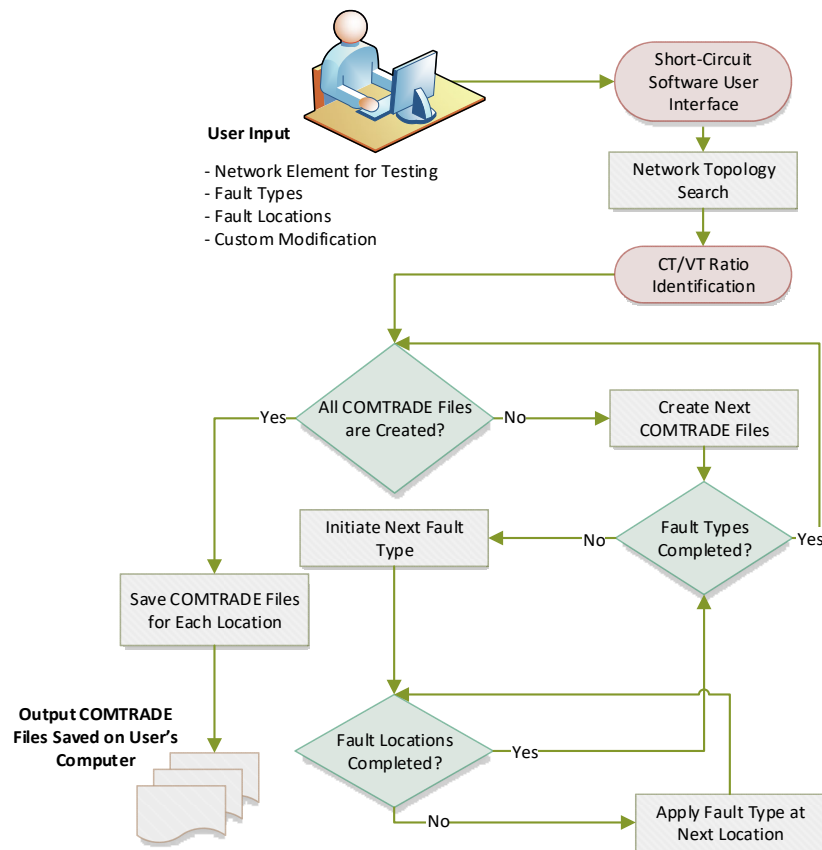 Short-Circuit
Software User
Interface
User Input
- Network Element for Testing
- Fault Types
- Fault Locations
- Custom Modification
Network Topology
Search
CT/VT Ratio
Identification
All COMTRADE Files
are Created?
Yes
No
Create Next
COMTRADE Files
Initiate Next Fault
Type
No
Fault Types
Completed?
Yes
Save COMTRADE Files
for Each Location
Output COMTRADE
Files Saved on User's
Computer
Fault Locations
Completed?
Yes
No
Apply Fault Type at
Next Location